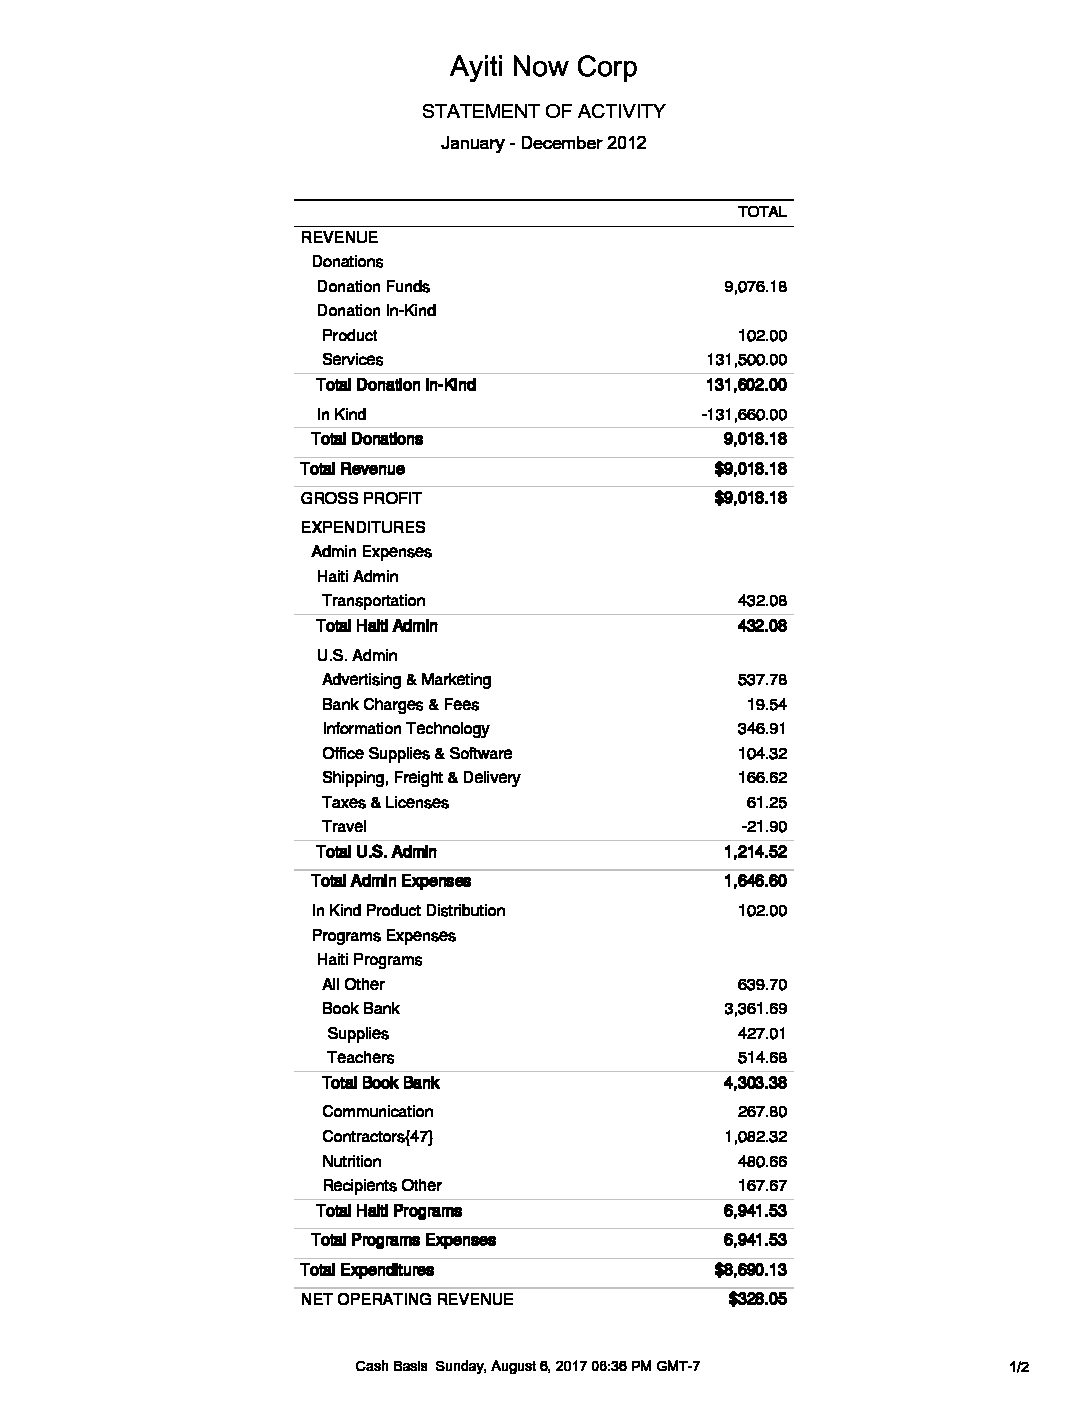 Ayiti Now Corp
STATEMENT OF ACTIVITY
January - December 2012
TOTAL
REVENUE
Donations
Donation Funds 9,076.18
Donation In-Kind
Product 102.00
Services 131,500.00
Total Donation In-Kind 131,602.00
In Kind -131,660.00
Total Donations 9,018.18
Total Revenue $9,018.18
GROSS PROFIT $9,018.18
EXPENDITURES
Admin Expenses
Haiti Admin
Transportation 432.08
Total Haiti Admin 432.08
U.S. Admin
Advertising & Marketing 537.78
Bank Charges & Fees 19.54
Information Technology 346.91
Office Supplies & Software 104.32
Shipping, Freight & Delivery 166.62
Taxes & Licenses 61.25
Travel -21.90
Total U.S. Admin 1,214.52
Total Admin Expenses 1,646.60
In Kind Product Distribution 102.00
Programs Expenses
Haiti Programs
All Other 639.70
Book Bank 3,361.69
Supplies 427.01
Teachers 514.68
Total Book Bank 4,303.38
Communication 267.80
Contractors{47} 1,082.32
Nutrition 480.66
Recipients Other 167.67
Total Haiti Programs 6,941.53
Total Programs Expenses 6,941.53
Total Expenditures $8,690.13
NET OPERATING REVENUE $328.05
Cash Basis Sunday, August 6, 2017 06:36 PM GMT-7 1/2